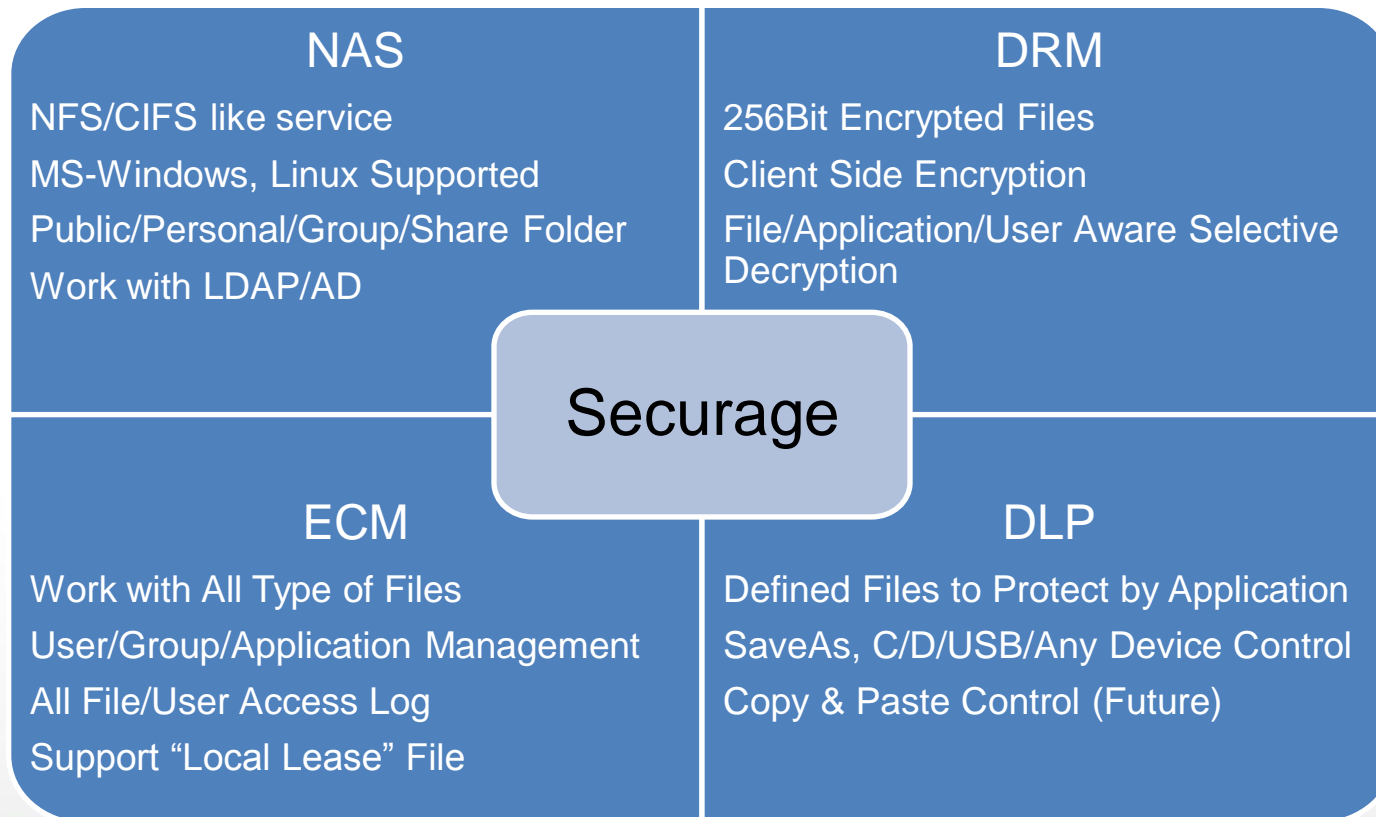 NAS
NFS/CIFS like service
MS-Windows, Linux Supported
Public/Personal/Group/Share Folder
Work with LDAP/AD
DRM
256Bit Encrypted Files
Client Side Encryption
File/Application/User Aware Selective
Decryption
Securage
ECM
Work with All Type of Files
User/Group/Application Management
All File/User Access Log
Support “Local Lease” File
DLP
Defined Files to Protect by Application
SaveAs, C/D/USB/Any Device Control
Copy & Paste Control (Future)